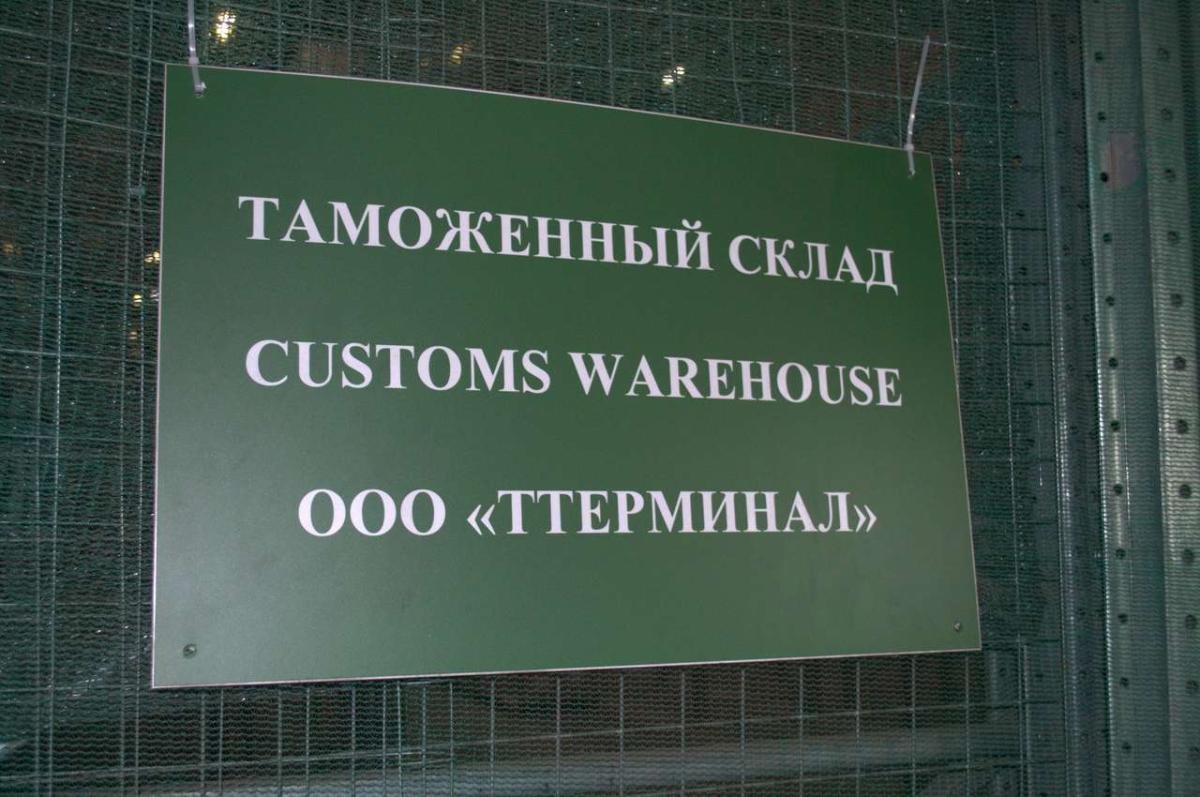 ТАМОЖЕННЫЙ СКЛАД
CUSTOMS WAREHOUSE
ООО «ТТЕРМИНАЛ»